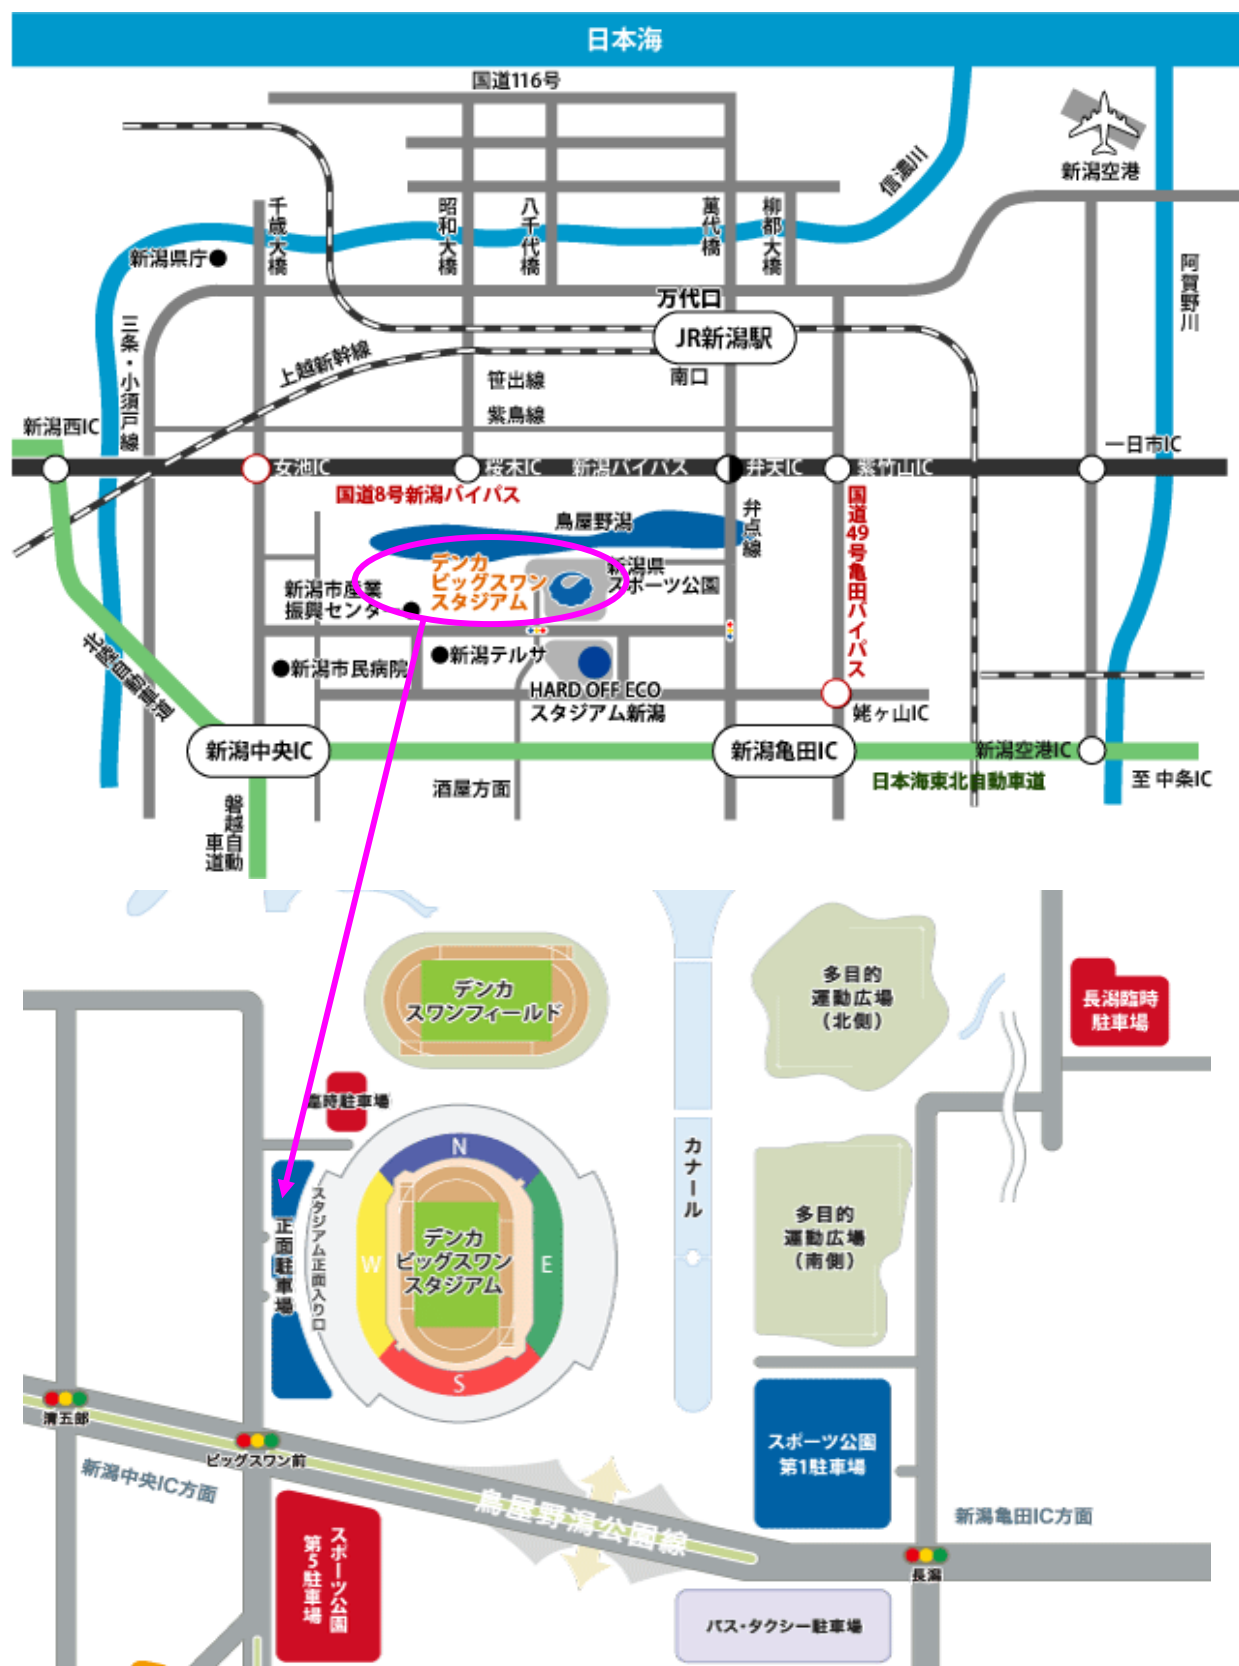 日本海
国道116号
新潟空港
信濃川
千歳大橋
昭和大橋
八千代橋
萬代橋
柳都大橋
新潟県庁
阿賀野川
万代口
JR新潟駅
南口
三条・小須戸線
上越新幹線
笹出線
紫鳥線
新潟西IC
一日市IC
女池IC
桜木IC
新潟バイパス
弁天IC
紫竹山IC
国道8号新潟バイパス
国道49号亀田バイパス
鳥屋野潟
弁点線
デンカ
ビッグスワン
スタジアム
新潟県
スポーツ公園
新潟市産業
振興センター
新潟市民病院
新潟テルサ
HARD OFF ECO
スタジアム新潟
北陸自動車道
姥ヶ山IC
新潟中央IC
新潟亀田IC
新潟空港IC
日本海東北自動車道
至 中条IC
酒屋方面
磐越自動
車道
デンカ
スワンフィールド
多目的
運動広場
(北側)
長潟臨時
駐車場
臨時駐車場
カナール
N
W
E
S
デンカ
ビッグスワン
スタジアム
正面駐車場
スタジアム正面入り口
多目的
運動広場
(南側)
清五郎
ビッグスワン前
新潟中央IC方面
スポーツ公園
第1駐車場
鳥屋野潟公園線
新潟亀田IC方面
長潟
スポーツ公園
第5駐車場
バス・タクシー駐車場